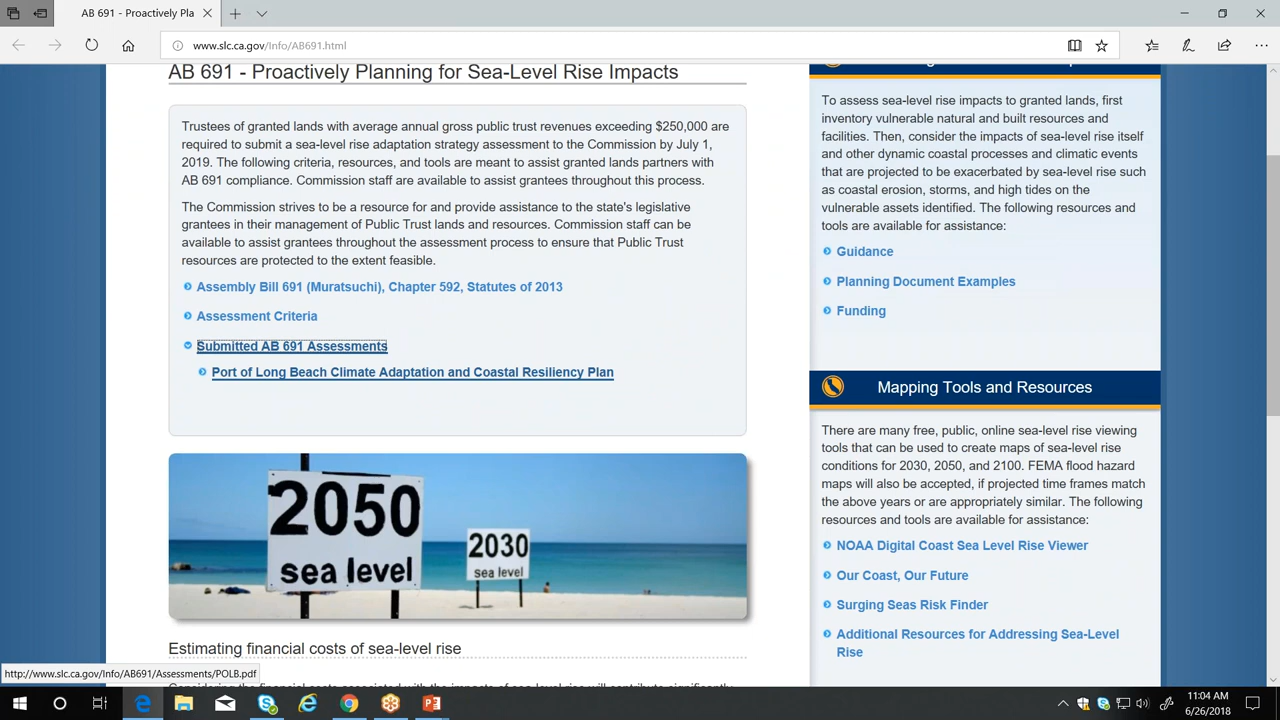 AB 691 - Proactively Pla
www.slc.ca.gov/Info/AB691.html
AB 691 - Proactively Planning for Sea-Level Rise Impacts
Trustees of granted lands with average annual gross public trust revenues exceeding $250,000 are
required to submit a sea-level rise adaptation strategy assessment to the Commission by July 1,
2019. The following criteria, resources, and tools are meant to assist granted lands partners with
AB 691 compliance. Commission staff are available to assist grantees throughout this process.
The Commission strives to be a resource for and provide assistance to the state's legislative
grantees in their management of Public Trust lands and resources. Commission staff can be
available to assist grantees throughout the assessment process to ensure that Public Trust
resources are protected to the extent feasible.
Assembly Bill 691 (Muratsuchi), Chapter 592, Statutes of 2013
Assessment Criteria
Submitted AB 691 Assessments
Port of Long Beach Climate Adaptation and Coastal Resiliency Plan
2050
sea level
2030
sea level
Estimating financial costs of sea-level rise
To assess sea-level rise impacts to granted lands, first
inventory vulnerable natural and built resources and
facilities. Then, consider the impacts of sea-level rise itself
and other dynamic coastal processes and climatic events
that are projected to be exacerbated by sea-level rise such
as coastal erosion, storms, and high tides on the
vulnerable assets identified. The following resources and
tools are available for assistance:
Guidance
Planning Document Examples
Funding
Mapping Tools and Resources
There are many free, public, online sea-level rise viewing
tools that can be used to create maps of sea-level rise
conditions for 2030, 2050, and 2100. FEMA flood hazard
maps will also be accepted, if projected time frames match
the above years or are appropriately similar. The following
resources and tools are available for assistance:
NOAA Digital Coast Sea Level Rise Viewer
Our Coast, Our Future
Surging Seas Risk Finder
Additional Resources for Addressing Sea-Level
Rise
http://www.slc.ca.gov/Info/AB691/Assessments/POLB.pdf
11:04 AM
6/26/2018